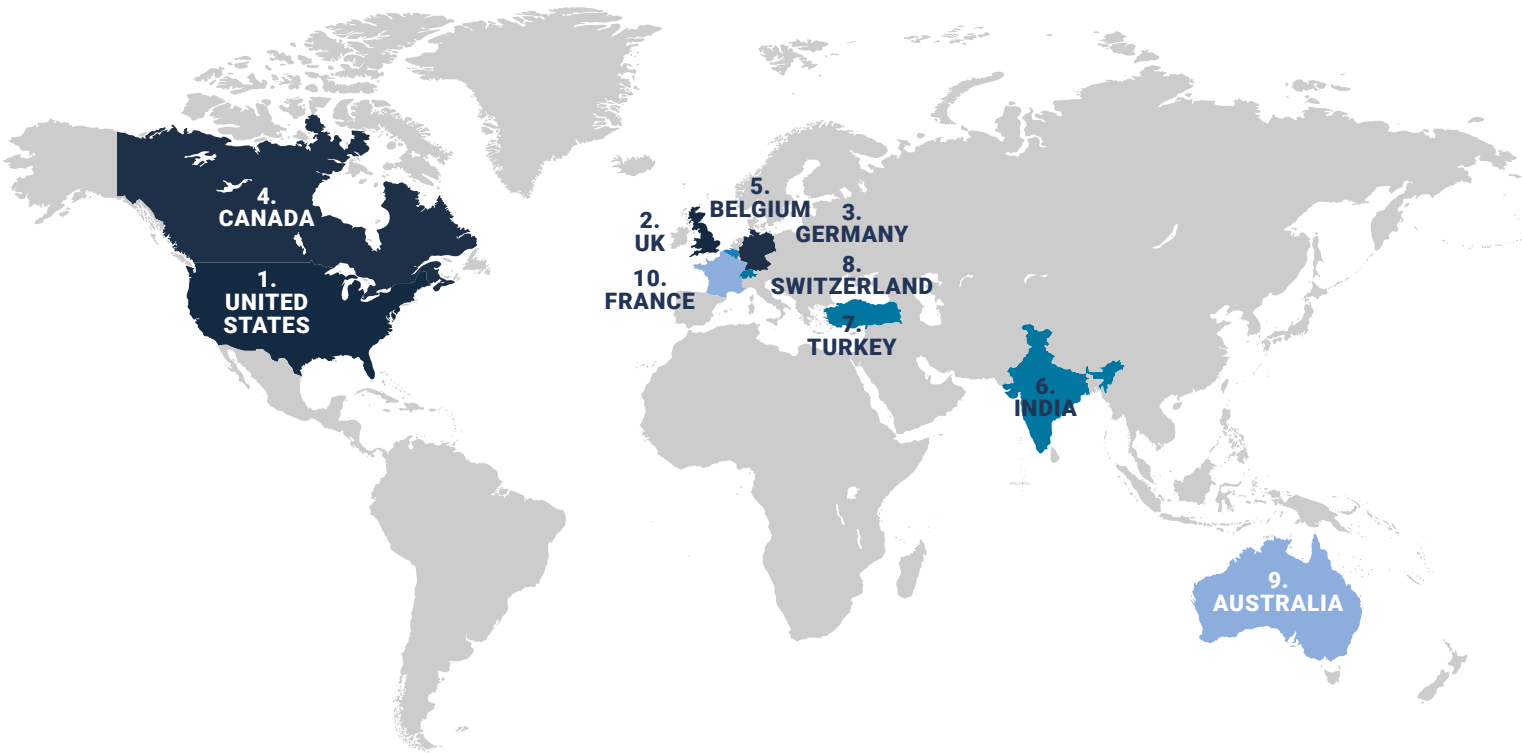 4.
CANADA
1.
UNITED
STATES
2.
UK
5.
BELGIUM
3.
GERMANY
10.
FRANCE
8.
SWITZERLAND
7.
TURKEY
6.
INDIA
9.
AUSTRALIA